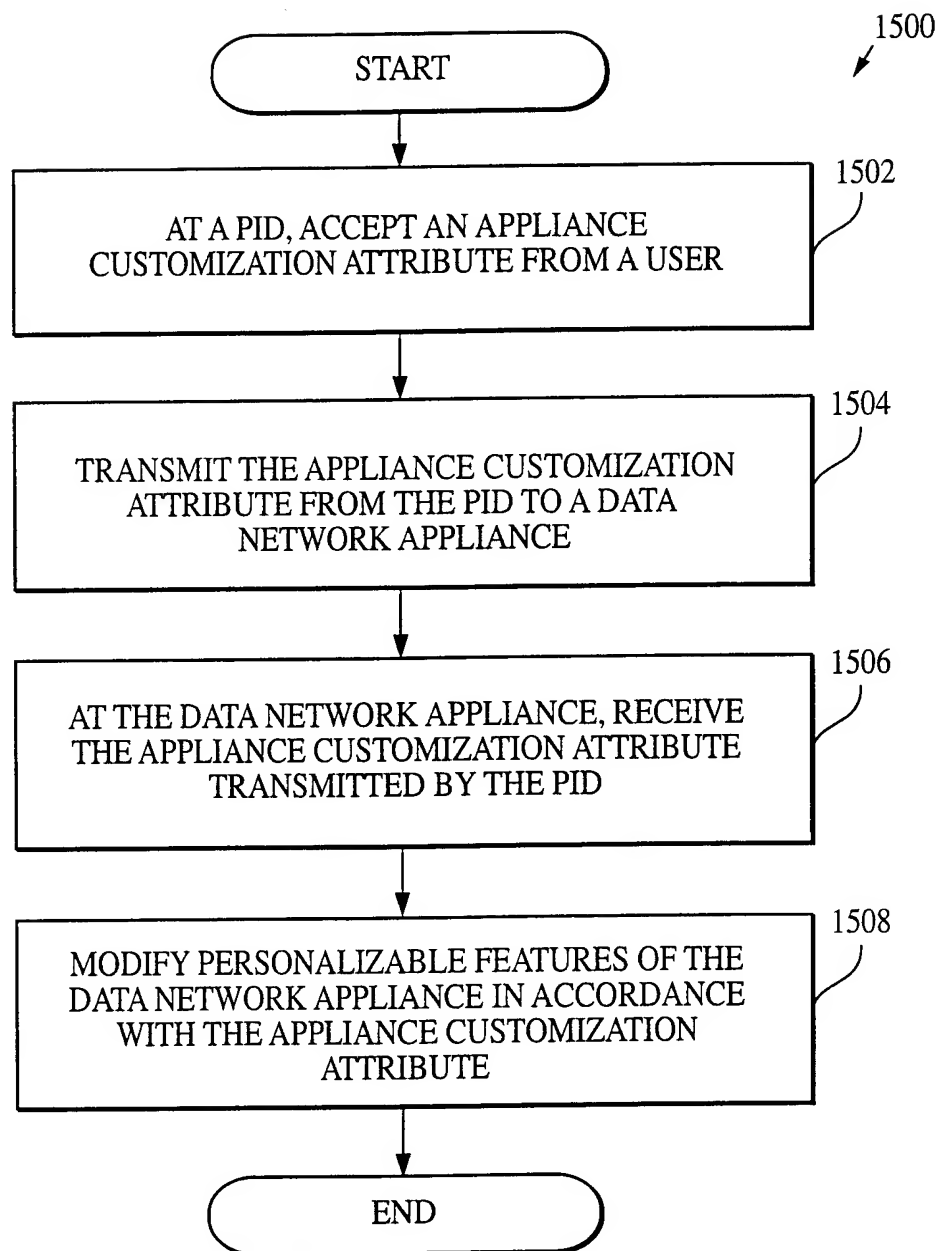 1500
START
1502
AT A PID, ACCEPT AN APPLIANCE
CUSTOMIZATION ATTRIBUTE FROM A USER
1504
TRANSMIT THE APPLIANCE CUSTOMIZATION
ATTRIBUTE FROM THE PID TO A DATA
NETWORK APPLIANCE
1506
AT THE DATA NETWORK APPLIANCE, RECEIVE
THE APPLIANCE CUSTOMIZATION ATTRIBUTE
TRANSMITTED BY THE PID
1508
MODIFY PERSONALIZABLE FEATURES OF THE
DATA NETWORK APPLIANCE IN ACCORDANCE
WITH THE APPLIANCE CUSTOMIZATION
ATTRIBUTE
END